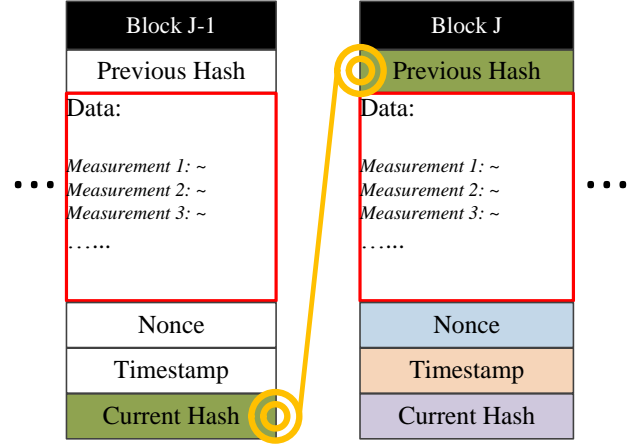 Block J-1
Previous Hash
Data:
Measurement 1: ~
Measurement 2: ~
Measurement 3: ~
…...
Nonce
Timestamp
Current Hash
...
Block J
Previous Hash
Data:
Measurement 1: ~
Measurement 2: ~
Measurement 3: ~
…...
Nonce
Timestamp
Current Hash
...